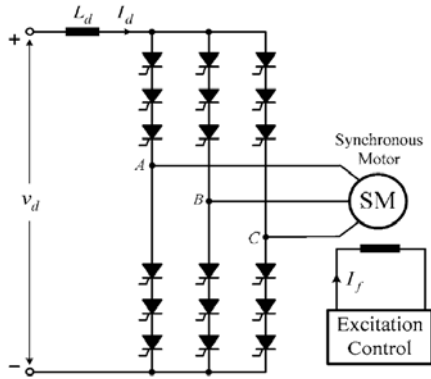 +
L_d
I_d
Synchronous
Motor
A
v_d
B
SM
C
I_f
Excitation
Control
−